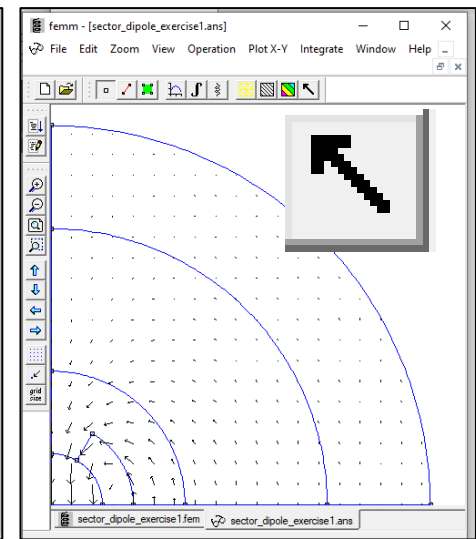 femm - [sector_dipole_exercise1.ans]
File Edit Zoom View Operation Plot X-Y Integrate Window Help
grid
size
sector_dipole_exercise1.fem sector_dipole_exercise1.ans